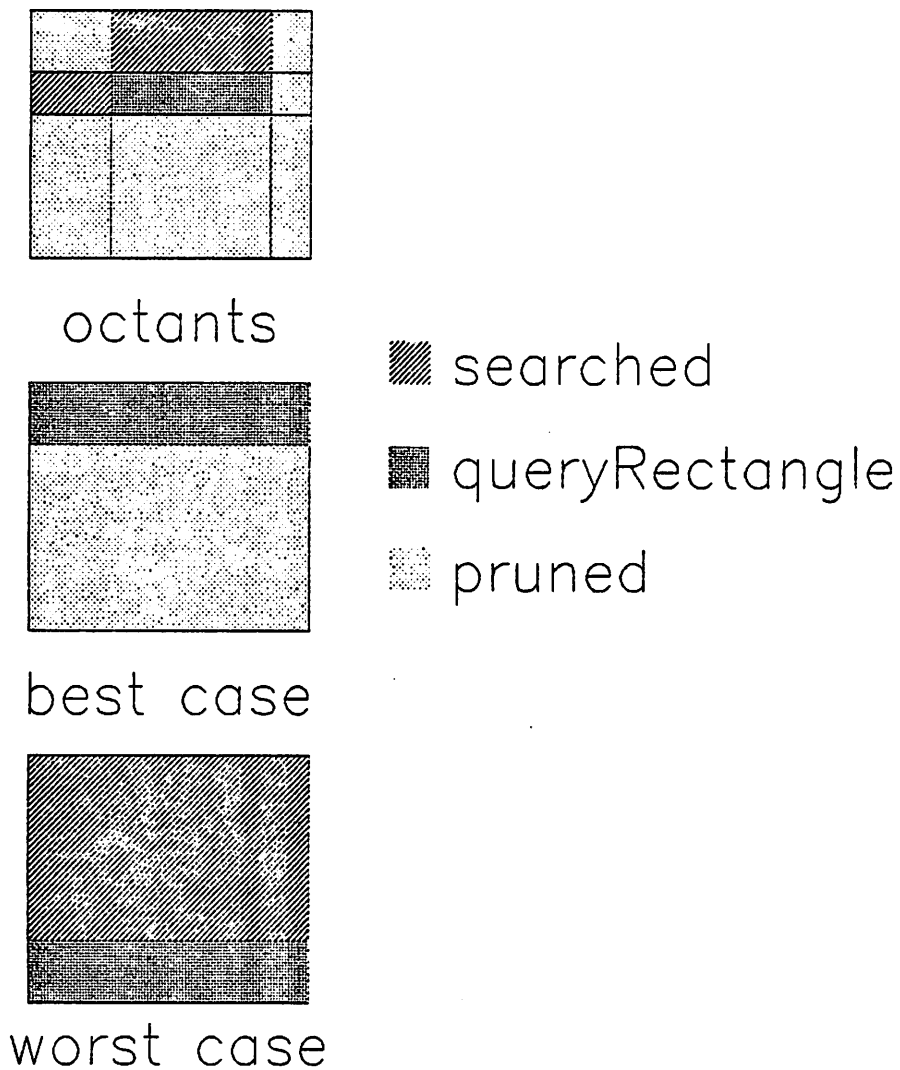 octants
searched
queryRectangle
pruned
best case
worst case